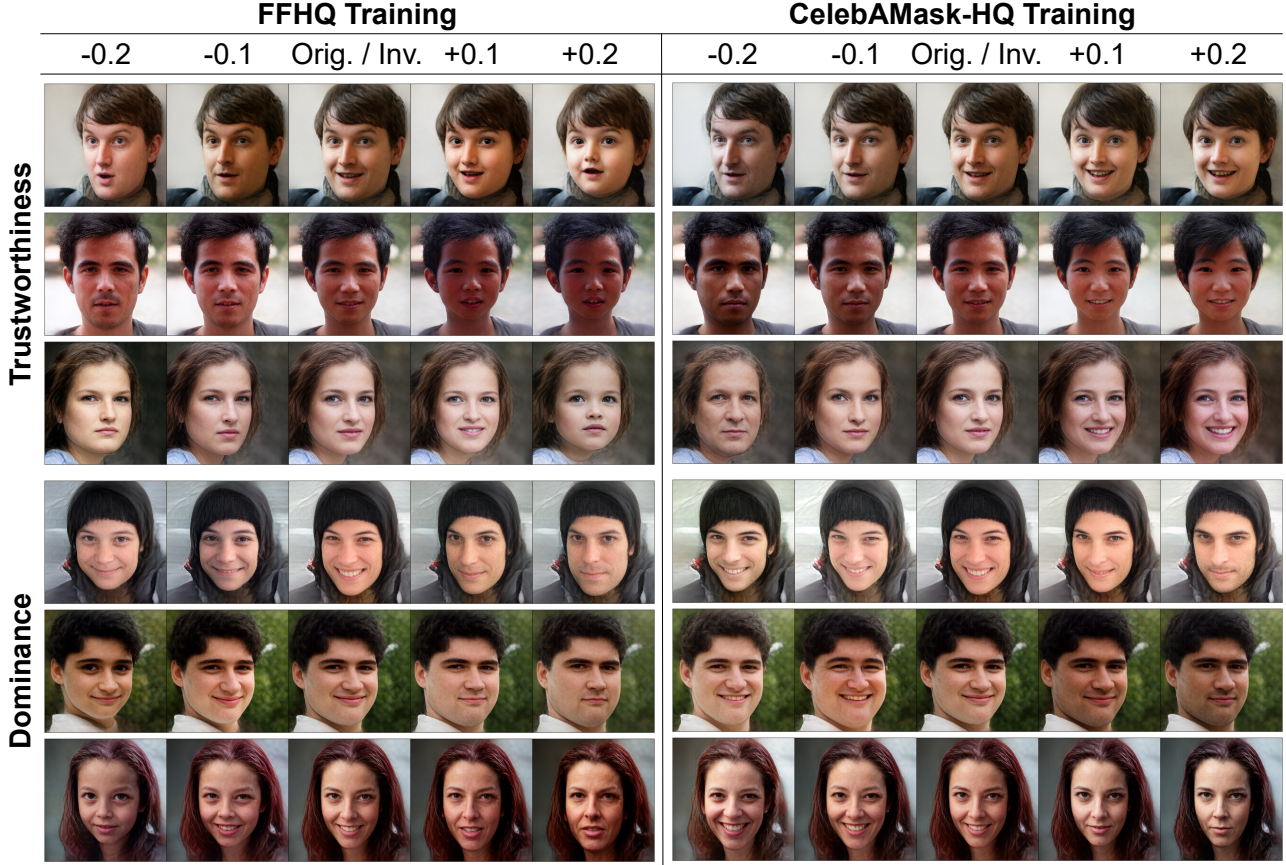 FFHQ Training
CelebAMask-HQ Training
-0.2 -0.1 Orig. / Inv. +0.1 +0.2
-0.2 -0.1 Orig. / Inv. +0.1 +0.2
Trustworthiness
Dominance